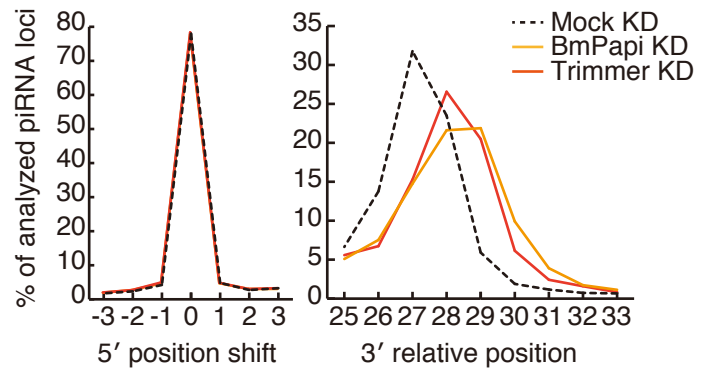 Mock KD
BmPapi KD
Trimmer KD
% of analyzed piRNA loci
80
70
60
50
40
30
20
10
0
-3 -2 -1 0 1 2 3
5′ position shift
35
30
25
20
15
10
5
0
25 26 27 28 29 30 31 32 33
3′ relative position